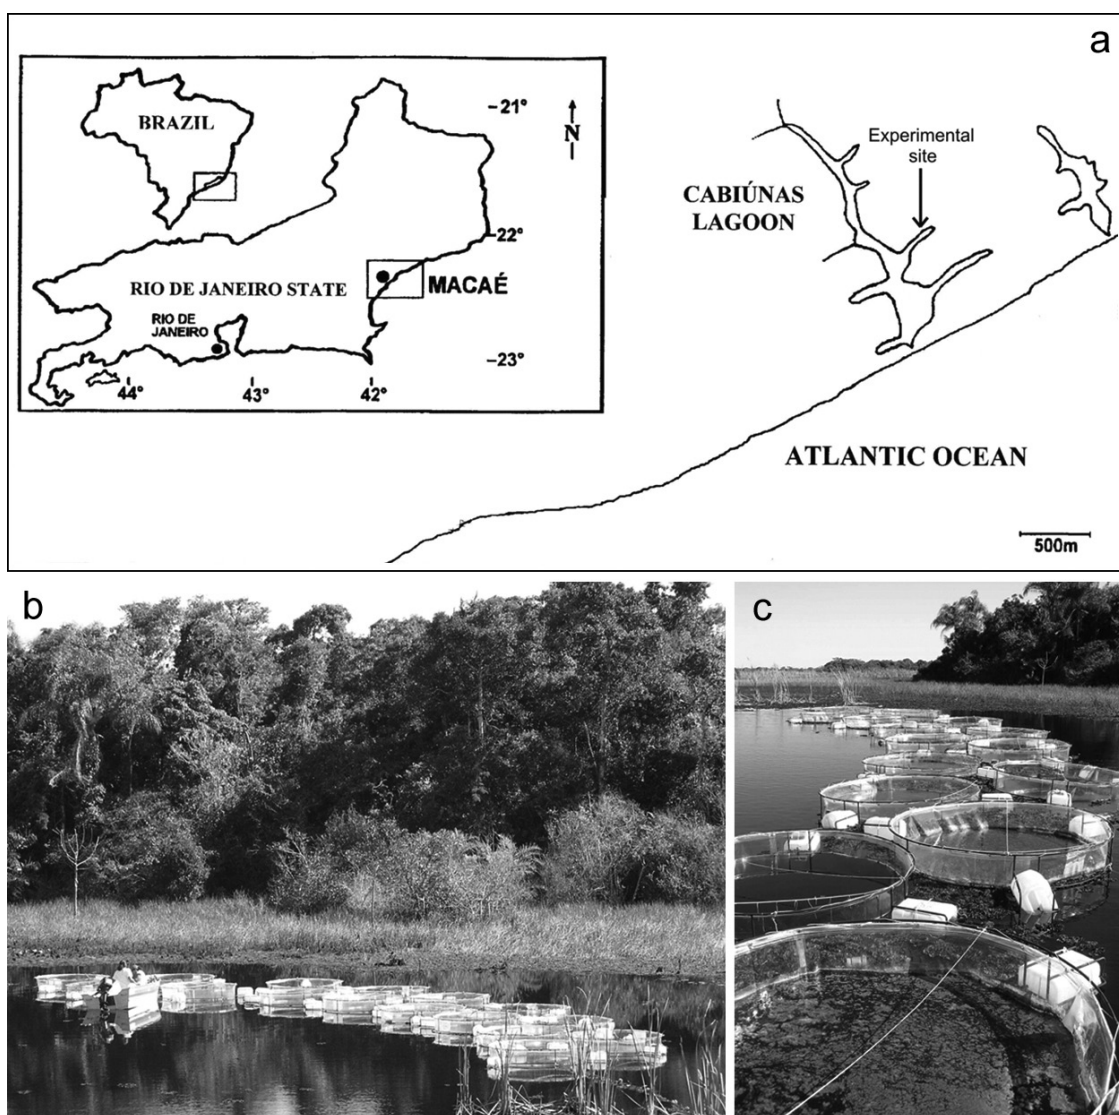 a
BRAZIL
–21°
N
Experimental
site
CABIÚNAS
LAGOON
–22°
RIO DE JANEIRO STATE
MACAÉ
RIO DE
JANEIRO
–23°
44°
43°
42°
ATLANTIC OCEAN
500m
b
c